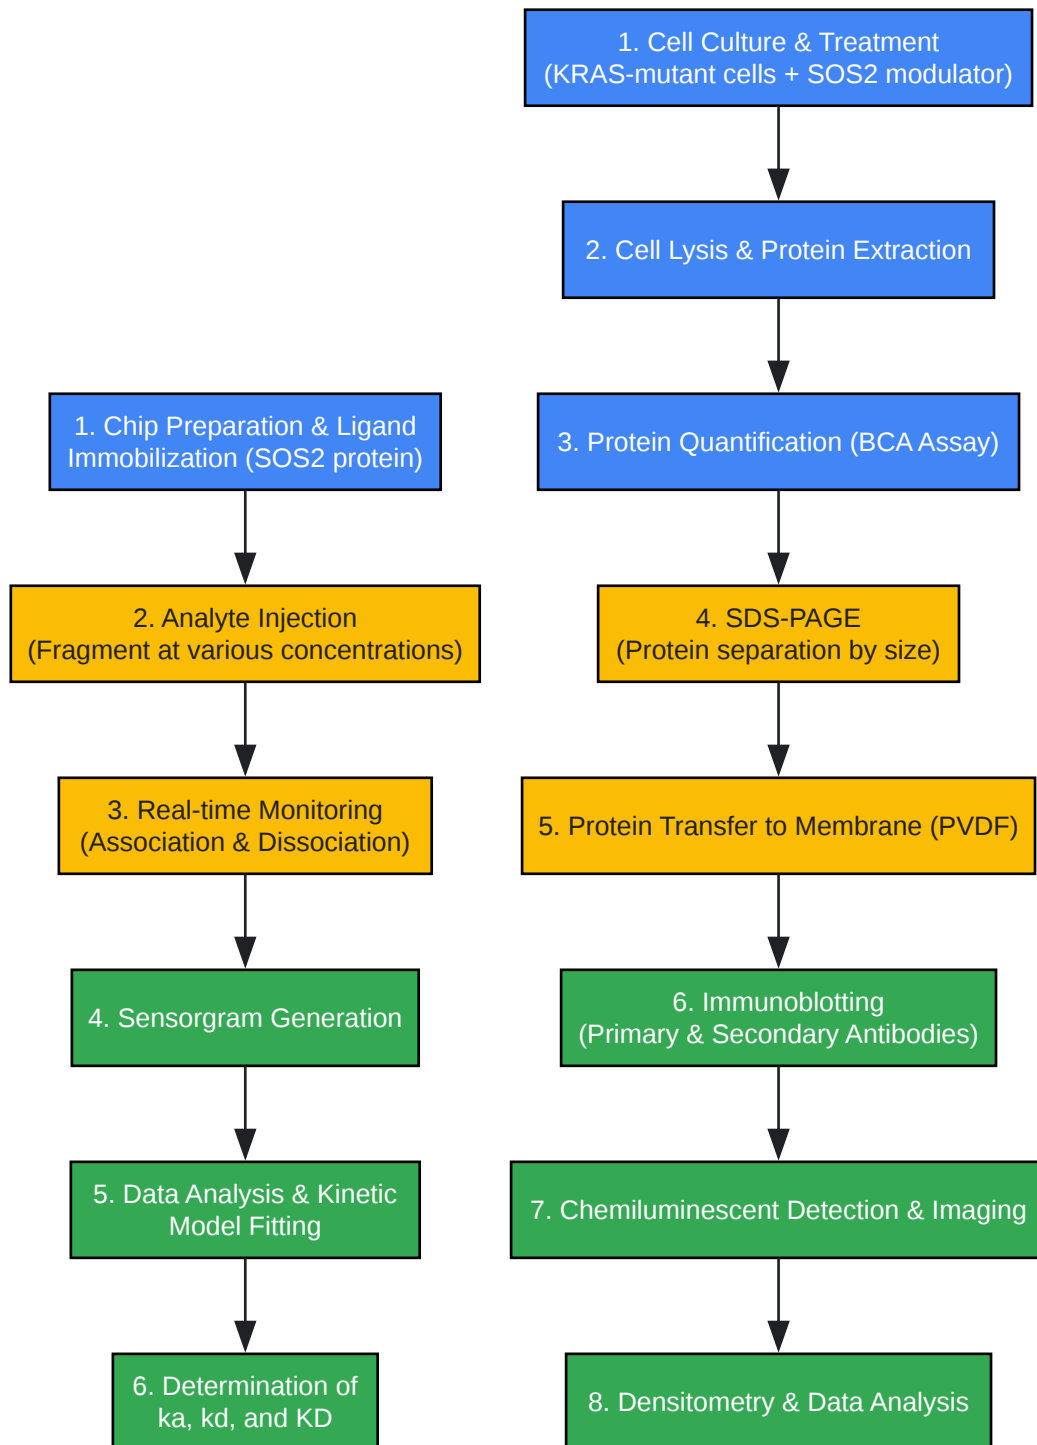 1. Cell Culture & Treatment
(KRAS-mutant cells + SOS2 modulator)
2. Cell Lysis & Protein Extraction
3. Protein Quantification (BCA Assay)
4. SDS-PAGE
(Protein separation by size)
5. Protein Transfer to Membrane (PVDF)
6. Immunoblotting
(Primary & Secondary Antibodies)
7. Chemiluminescent Detection & Imaging
8. Densitometry & Data Analysis
1. Chip Preparation & Ligand
Immobilization (SOS2 protein)
2. Analyte Injection
(Fragment at various concentrations)
3. Real-time Monitoring
(Association & Dissociation)
4. Sensorgram Generation
5. Data Analysis & Kinetic
Model Fitting
6. Determination of
ka, kd, and KD